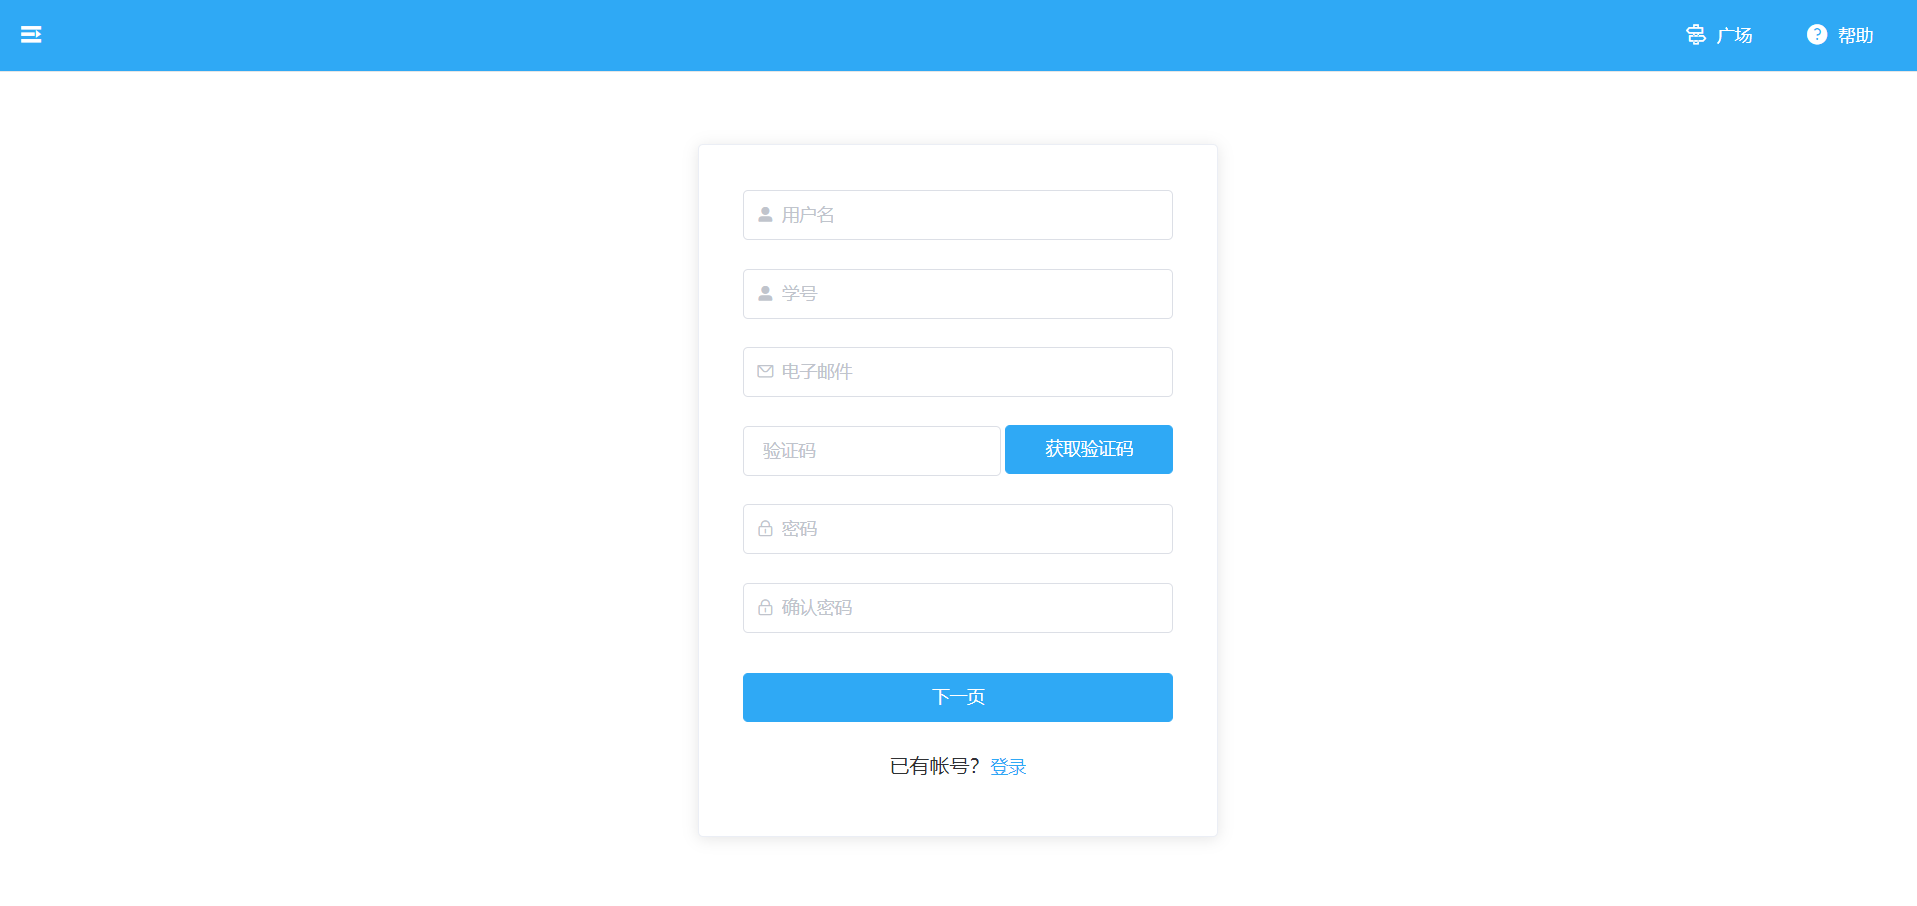 广场 帮助
用户名
学号
电子邮件
验证码 获取验证码
密码
确认密码
下一页
已有帐号？登录